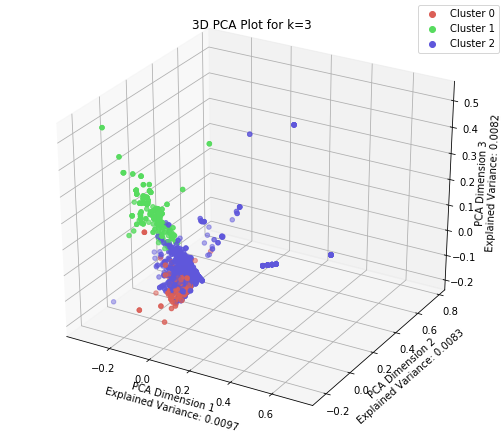 3D PCA Plot for k=3
Cluster 0
Cluster 1
Cluster 2
0.5
0.4
0.3
0.2
0.1
0.0
−0.1
−0.2
PCA Dimension 3
Explained Variance: 0.0082
0.8
0.6
0.4
0.2
0.0
−0.2
PCA Dimension 2
Explained Variance: 0.0083
−0.2
0.0
0.2
0.4
0.6
PCA Dimension 1
Explained Variance: 0.0097